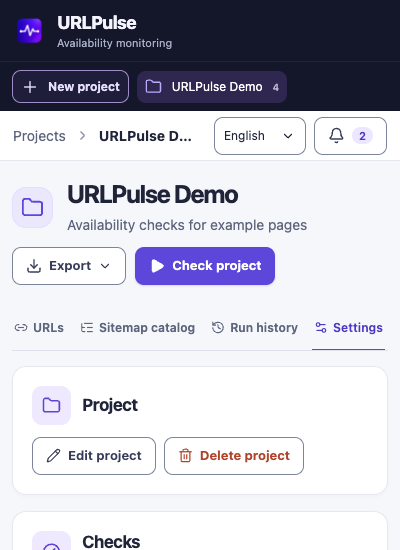 URLPulse
Availability monitoring
New project
URLPulse Demo 4
Projects
URLPulse D...
English
2
URLPulse Demo
Availability checks for example pages
Export
Check project
URLs
Sitemap catalog
Run history
Settings
Project
Edit project
Delete project
Checks